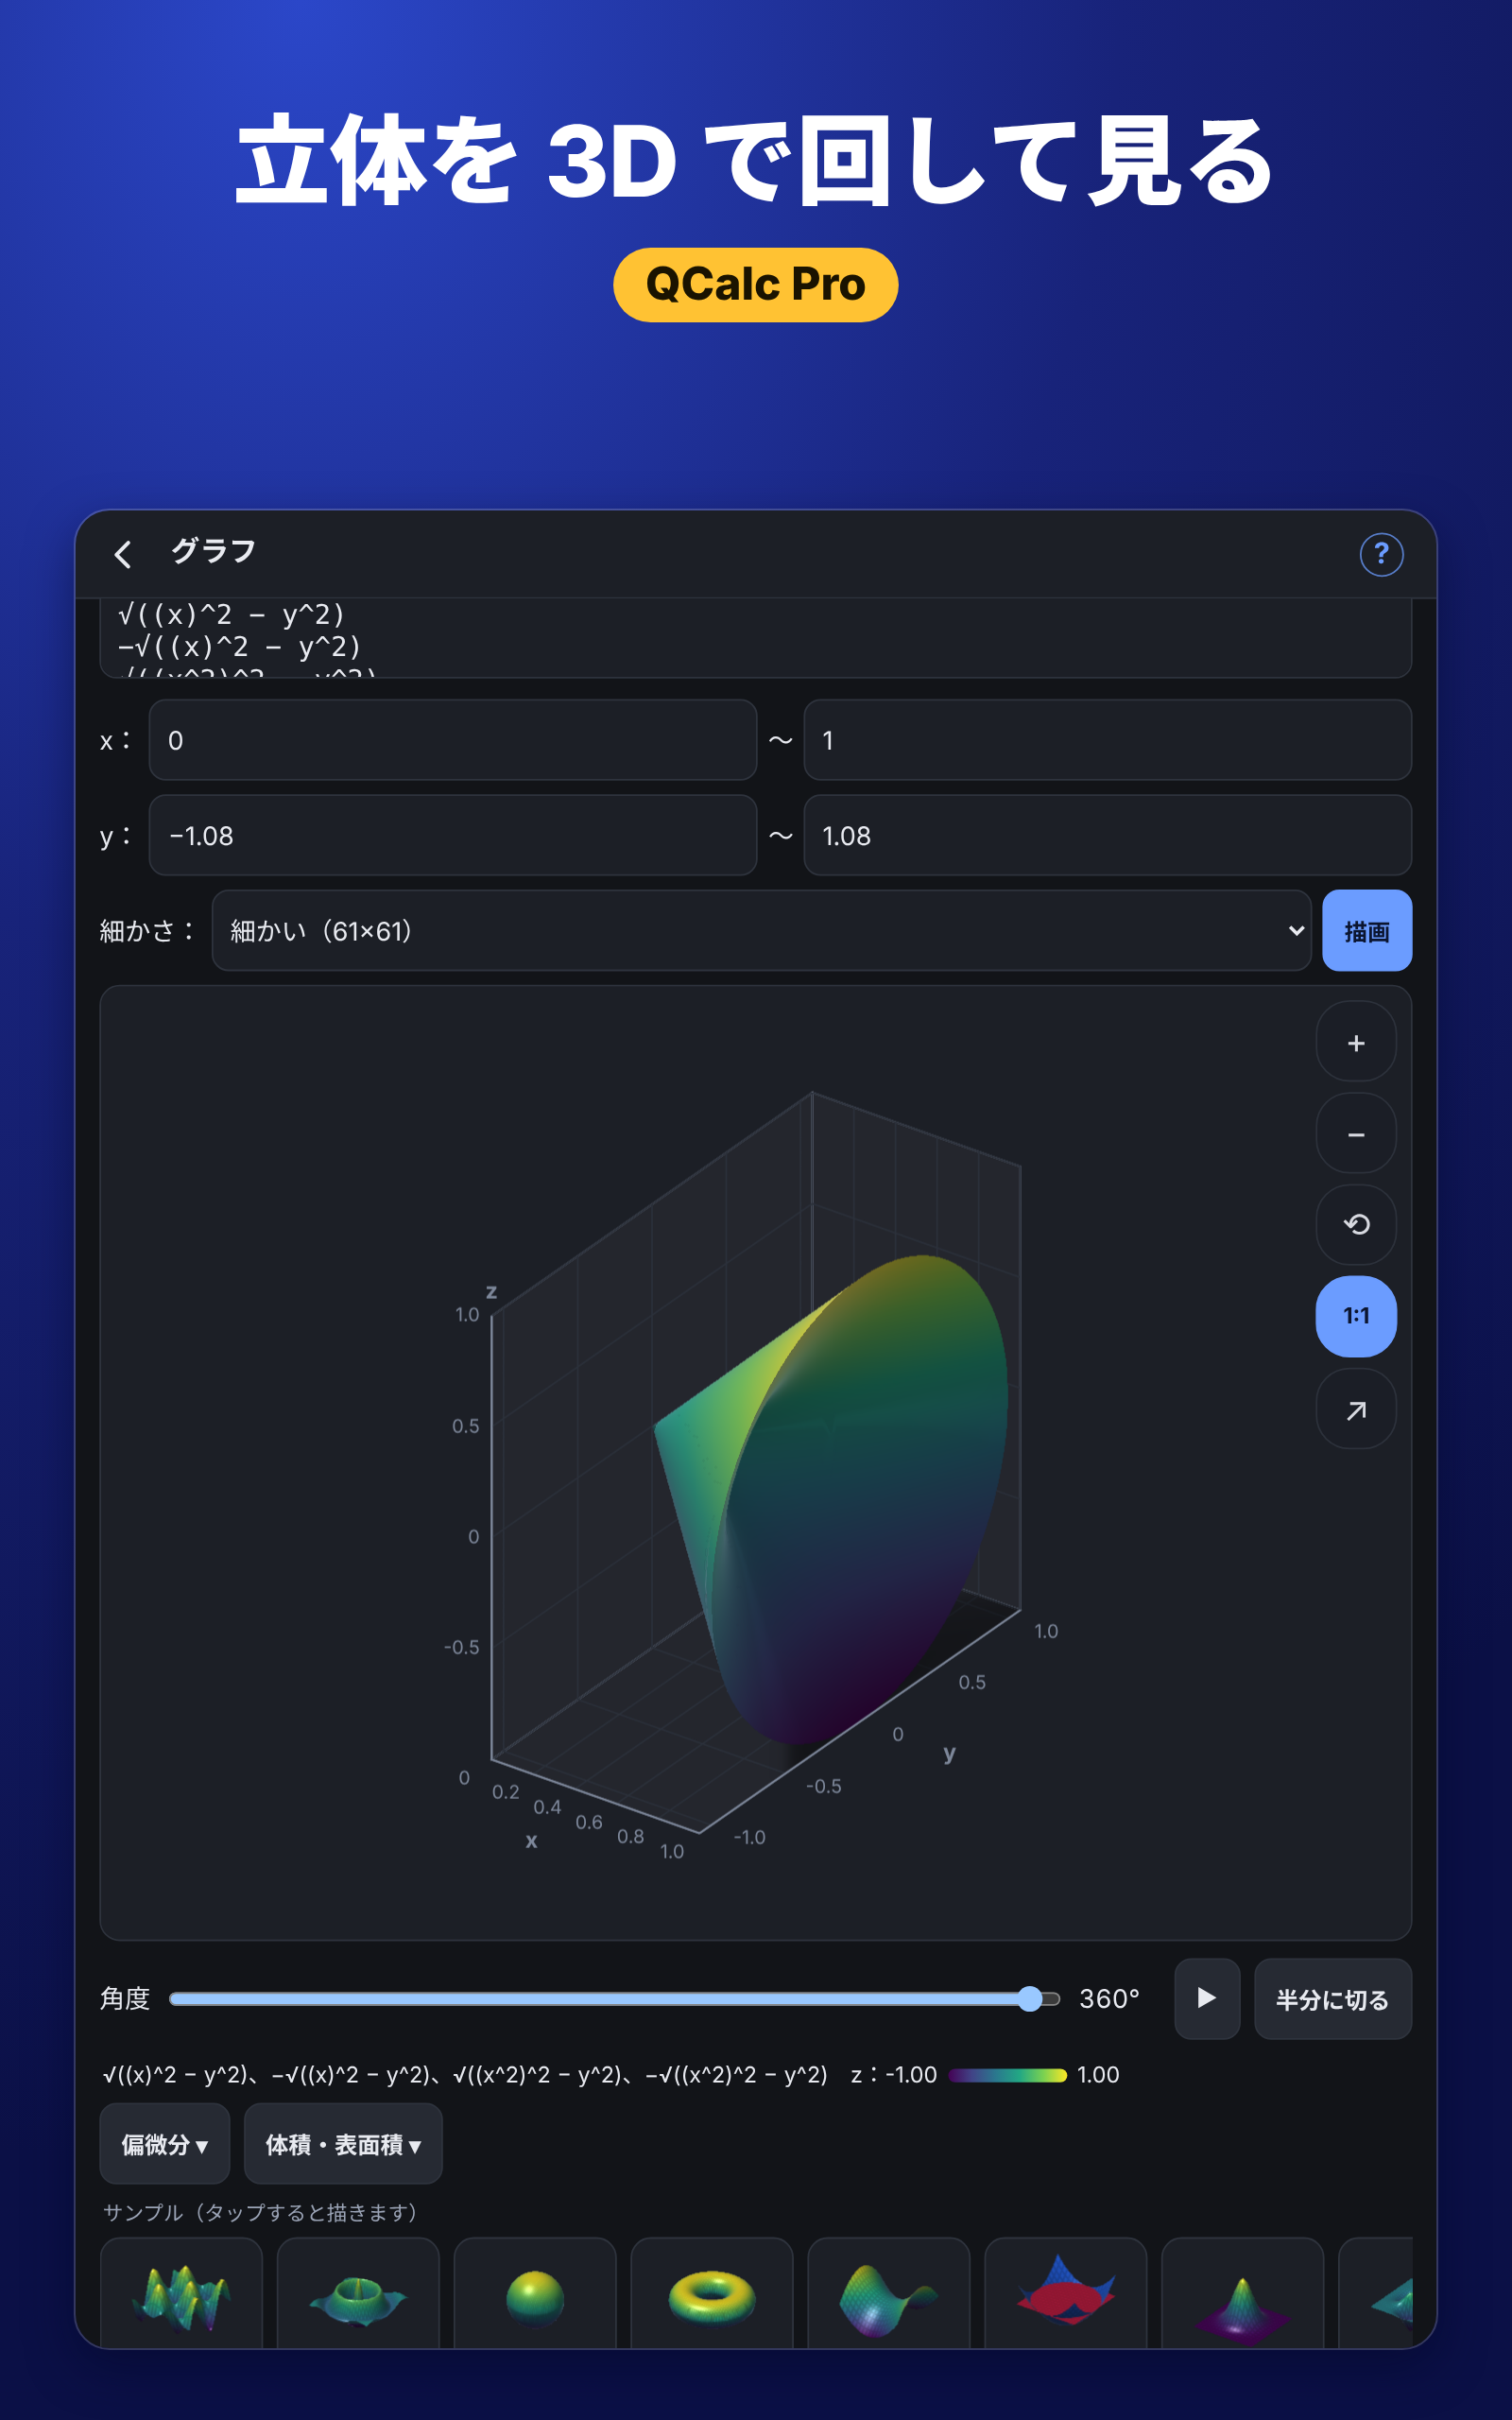 立体を 3D で回して見る
QCalc Pro
グラフ
?
√((x)^2 − y^2)
−√((x)^2 − y^2)
√((x^2)^2 − y^2)
x： 0 〜 1
y： −1.08 〜 1.08
細かさ： 細かい（61×61） 描画
+
−
⟲
1:1
↗
z
1.0
0.5
0
-0.5
0
0.2
0.4
0.6
0.8
1.0
x
-1.0
-0.5
0
0.5
1.0
y
角度 360° ▶ 半分に切る
√((x)^2 − y^2)、−√((x)^2 − y^2)、√((x^2)^2 − y^2)、−√((x^2)^2 − y^2) z：-1.00 1.00
偏微分 ▾ 体積・表面積 ▾
サンプル（タップすると描きます）